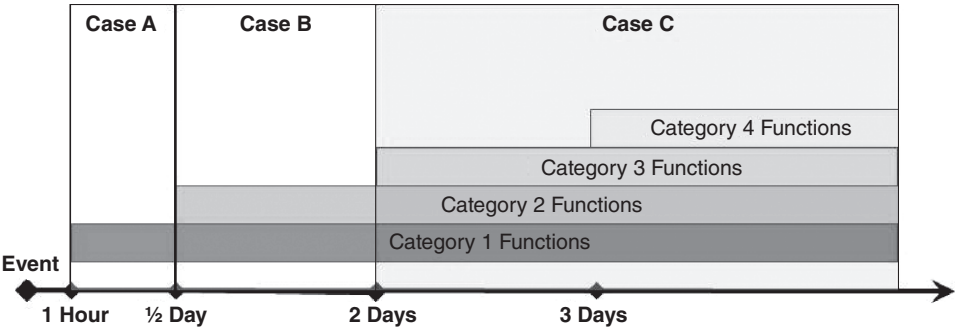 Case A
Case B
Case C
Category 4 Functions
Category 3 Functions
Category 2 Functions
Category 1 Functions
Event
1 Hour
½ Day
2 Days
3 Days